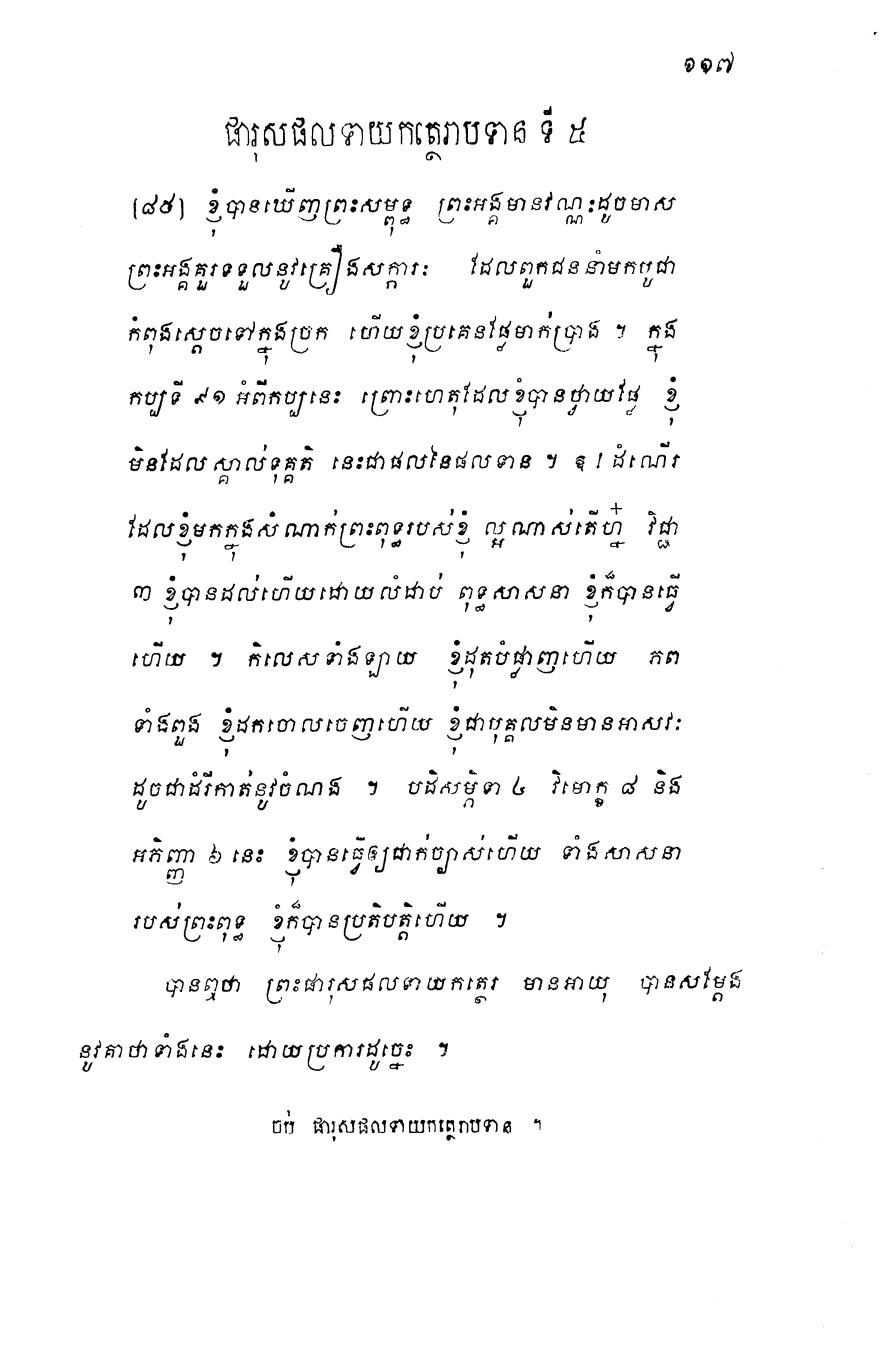 ១១៧
ផារុសផលទាយកត្ថេរាបទាន ទី ៥
(៨៥) ខ្ញុំបានឃើញព្រះសម្ពុទ្ធ ព្រះអង្គមានវណ្ណៈដូចមាស
ព្រះអង្គគួរទទួលនូវគ្រឿងសក្ការៈ ដែលពួកជននាំមកបូជា
កំពុងស្តេចទៅក្នុងច្រក ហើយខ្ញុំប្រគេនផ្លែមាក់ប្រាង ។ ក្នុង
កប្បទី ៩១ អំពីកប្បនេះ ព្រោះហេតុដែលខ្ញុំបានថ្វាយផ្លែ ខ្ញុំ
មិនដែលស្គាល់ទុគ្គតិ នេះជាផលនៃផលទាន ។ ឱ ! ដំណើរ
ដែលខ្ញុំមកក្នុងសំណាក់ព្រះពុទ្ធរបស់ខ្ញុំ ល្អណាស់តើហ្ន៎ វិជ្ជា
៣ ខ្ញុំបានដល់ហើយដោយលំដាប់ ពុទ្ធសាសនា ខ្ញុំក៏បានធ្វើ
ហើយ ។ កិលេសទាំងឡាយ ខ្ញុំដុតបំផ្លាញហើយ ភព
ទាំងពួង ខ្ញុំដកចោលចេញហើយ ខ្ញុំជាបុគ្គលមិនមានអាសវៈ
ដូចជាដំរីកាត់នូវចំណង ។ បដិសម្ភិទា ៤ វិមោក្ខ ៨ និង
អភិញ្ញា ៦ នេះ ខ្ញុំបានធ្វើឲ្យជាក់ច្បាស់ហើយ ទាំងសាសនា
របស់ព្រះពុទ្ធ ខ្ញុំក៏បានប្រតិបត្តិហើយ ។
បានឮថា ព្រះផារុសផលទាយកត្ថេរ មានអាយុ បានសម្តែង
នូវគាថាទាំងនេះ ដោយប្រការដូច្នេះ ។
ចប់ ផារុសផលទាយកត្ថេរាបទាន ។